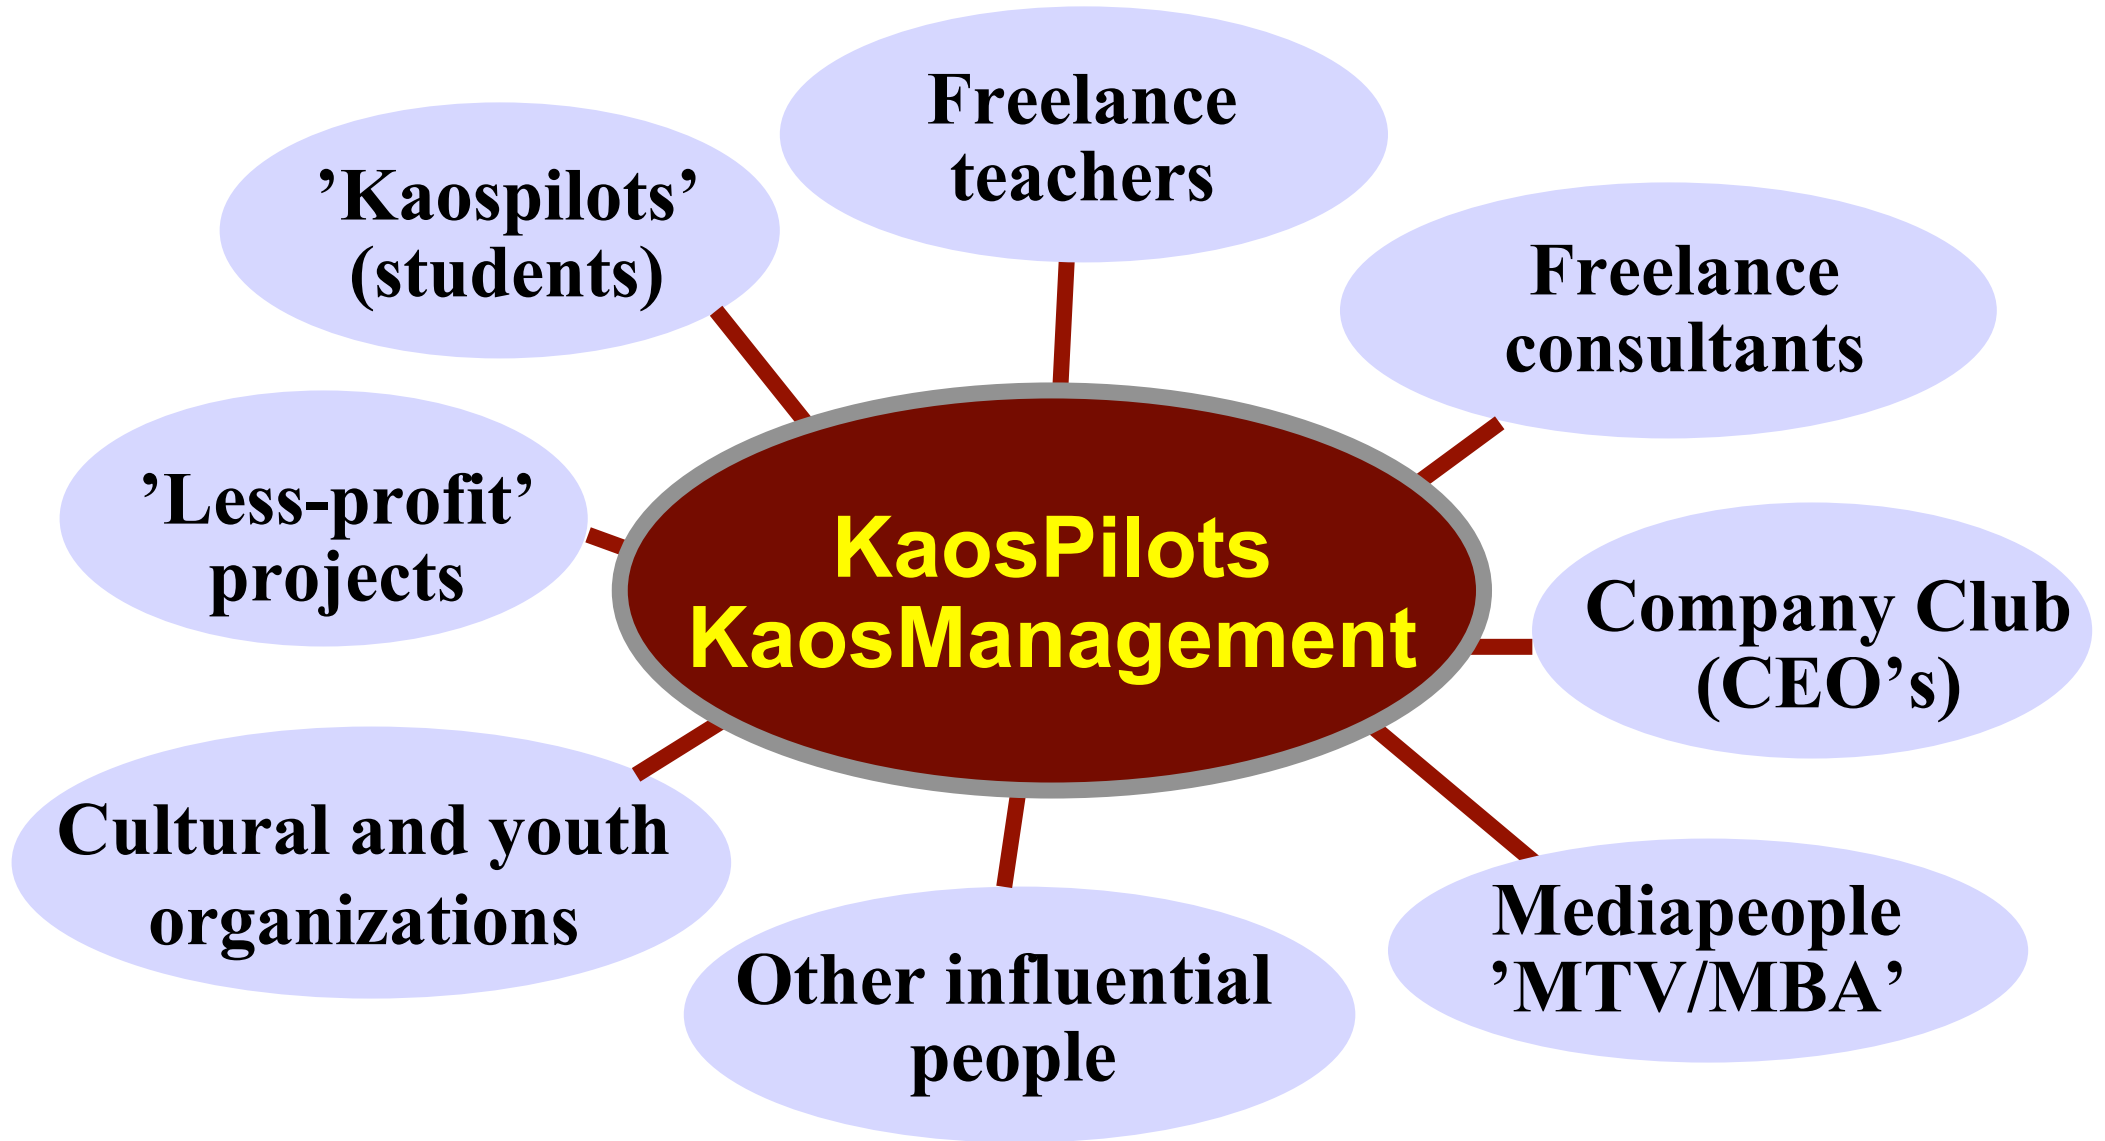 Freelance
teachers
’Kaospilots’
(students)
Freelance
consultants
’Less-profit’
projects
KaosPilots
KaosManagement
Company Club
(CEO’s)
Cultural and youth
organizations
Other influential
people
Mediapeople
’MTV/MBA’